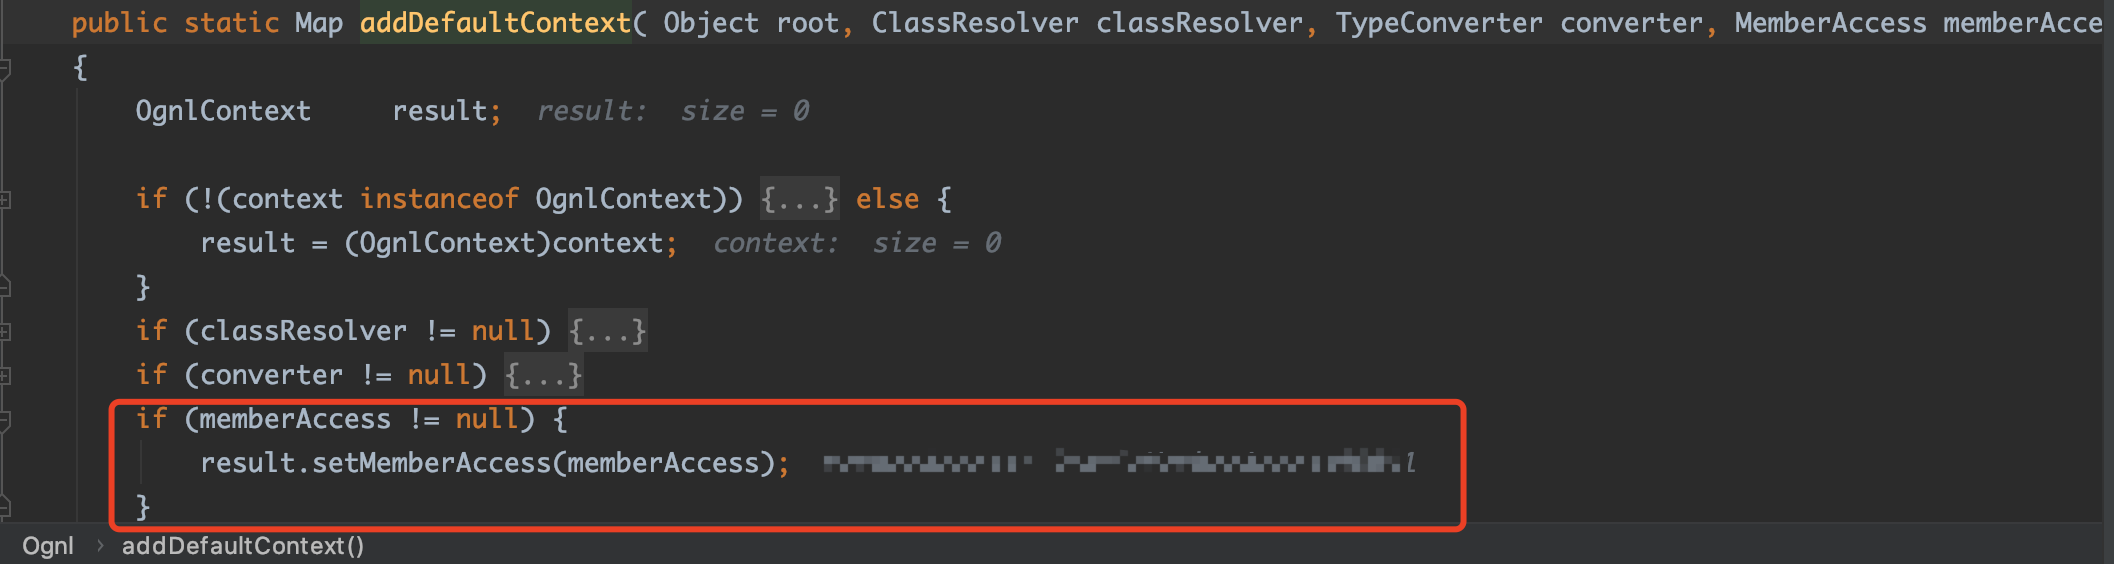 public static Map addDefaultContext( Object root, ClassResolver classResolver, TypeConverter converter, MemberAccess memberAcce
{
OgnlContext result; result: size = 0
if (!(context instanceof OgnlContext)) {...} else {
result = (OgnlContext)context; context: size = 0
}
if (classResolver != null) {...}
if (converter != null) {...}
if (memberAccess != null) {
result.setMemberAccess(memberAccess);
}
Ognl › addDefaultContext()